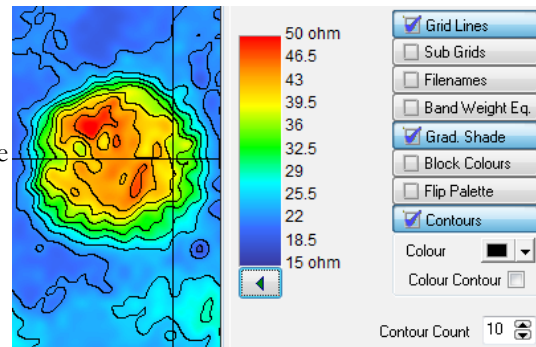 e
50 ohm
46.5
43
39.5
36
32.5
29
25.5
22
18.5
15 ohm
Grid Lines
Sub Grids
Filenames
Band Weight Eq.
Grad. Shade
Block Colours
Flip Palette
Contours
Colour
Colour Contour
Contour Count 10